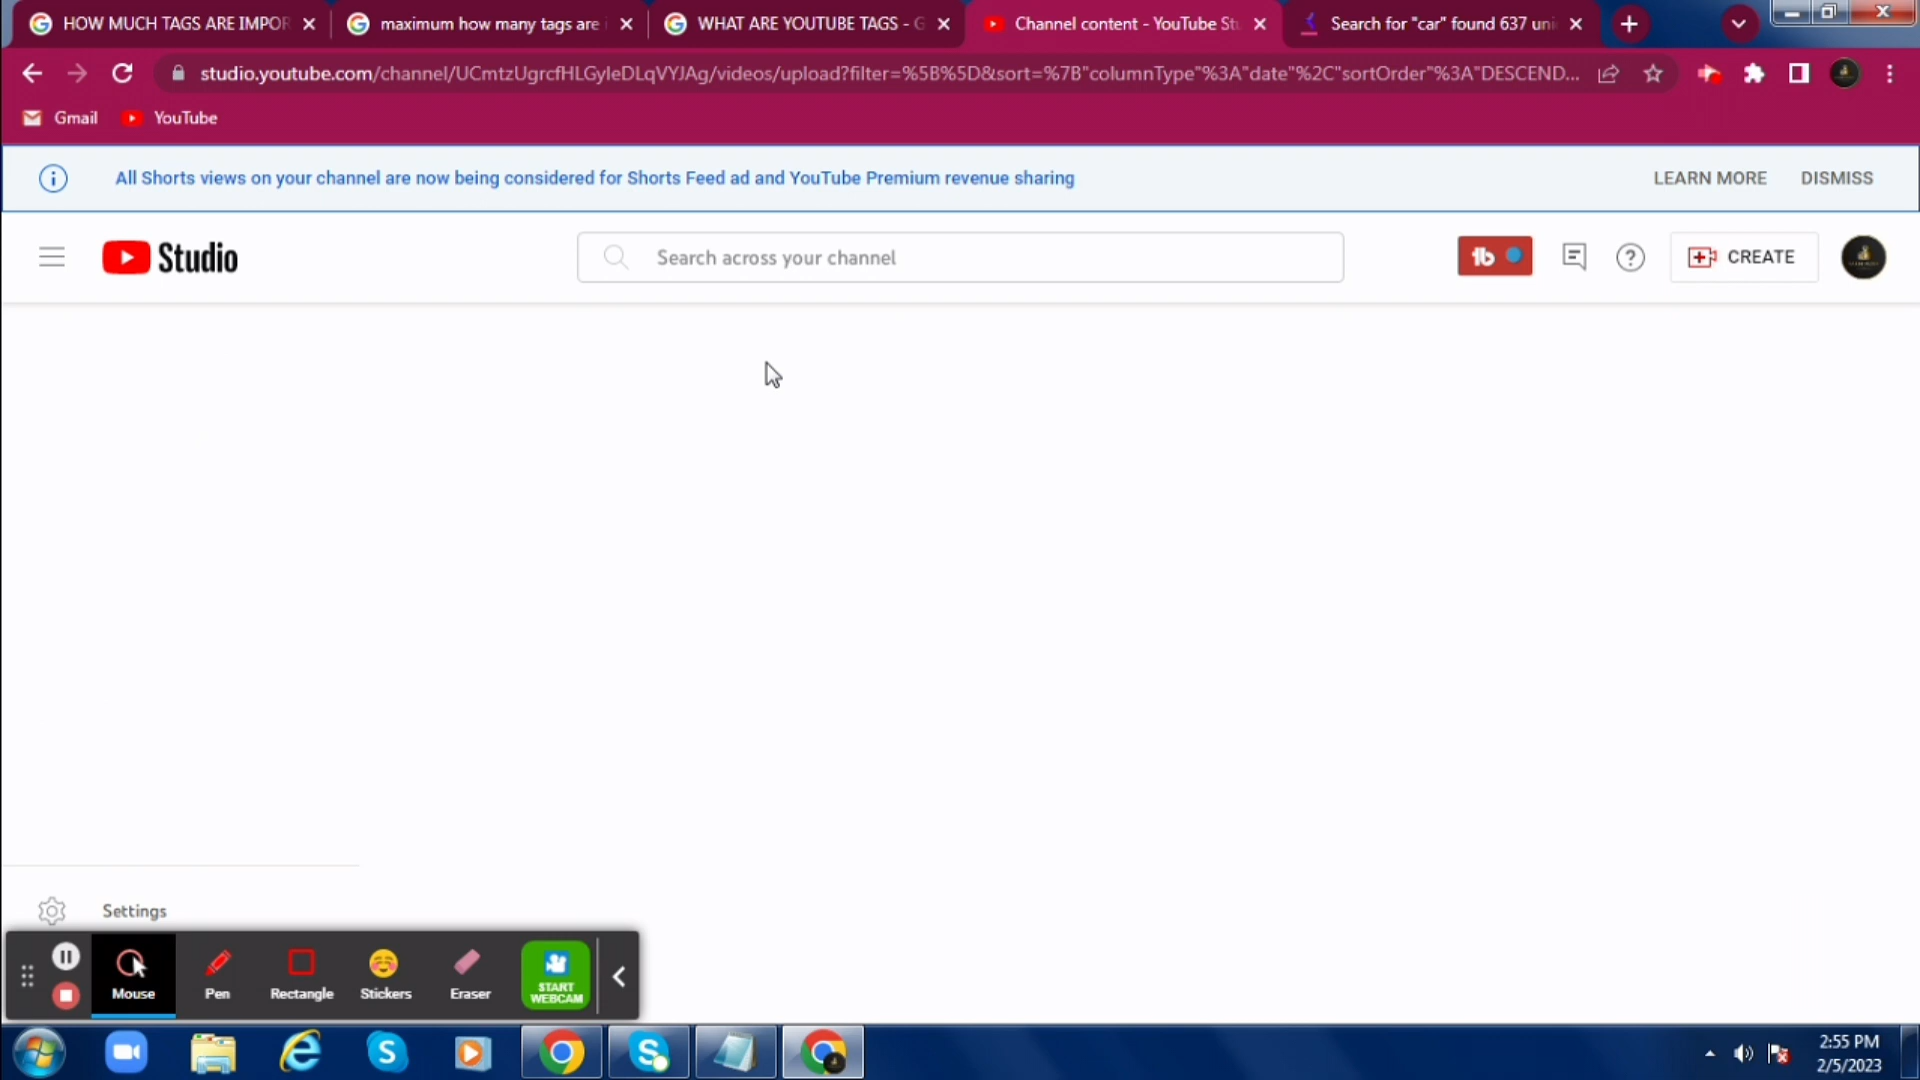 HOW MUCH TAGS ARE IMPOR
maximum how many tags are i
WHAT ARE YOUTUBE TAGS - G
Channel content - YouTube Stu
Search for "car" found 637 uni
studio.youtube.com/channel/UCmtzUgrcfHLGyIeDLqVYJAg/videos/upload?filter=%5B%5D&sort=%7B"columnType"%3A"date"%2C"sortOrder"%3A"DESCEND...
Gmail
YouTube
All Shorts views on your channel are now being considered for Shorts Feed ad and YouTube Premium revenue sharing
LEARN MORE
DISMISS
Studio
Search across your channel
tb
CREATE
Settings
Mouse
Pen
Rectangle
Stickers
Eraser
START
WEBCAM
2:55 PM
2/5/2023